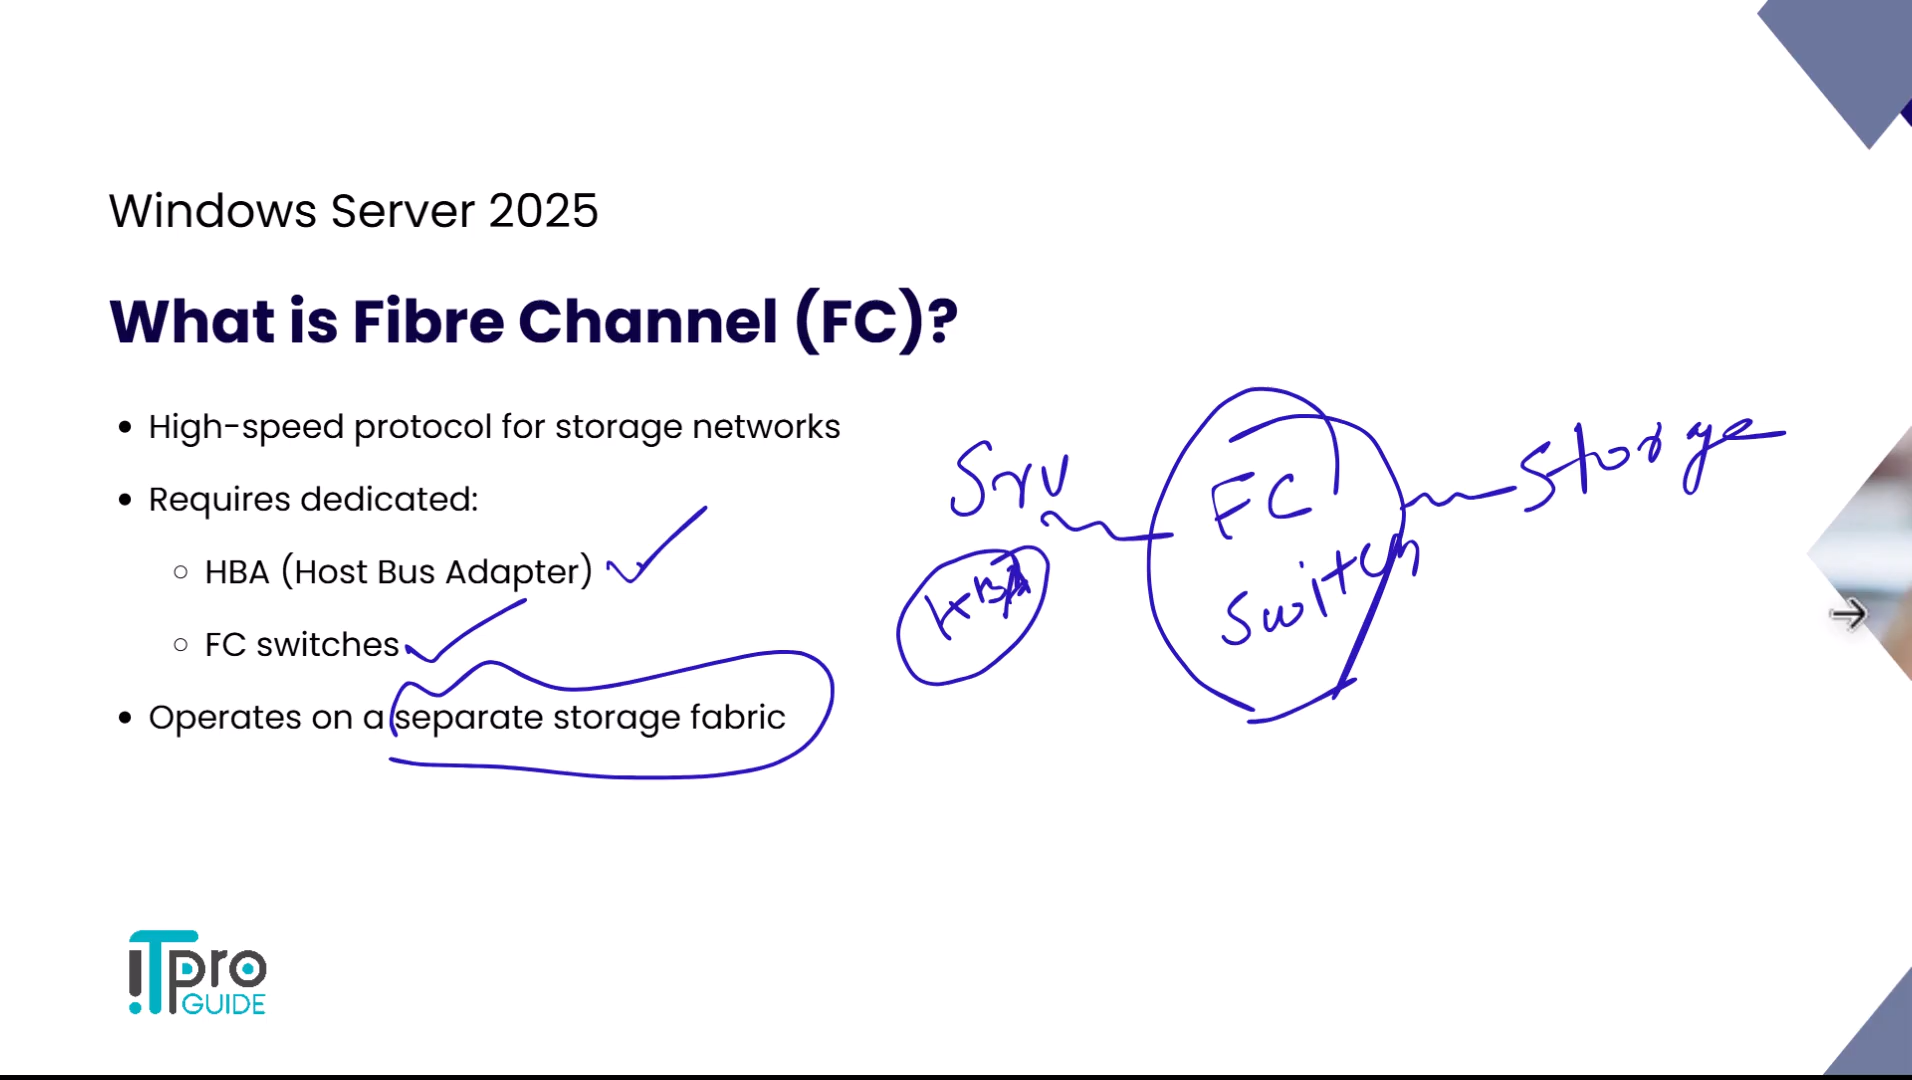 Windows Server 2025
What is Fibre Channel (FC)?
• High-speed protocol for storage networks
• Requires dedicated:
○ HBA (Host Bus Adapter)
○ FC switches
• Operates on a separate storage fabric
Srv
HBA
FC
Switch
Storge
iTpro
GUIDE